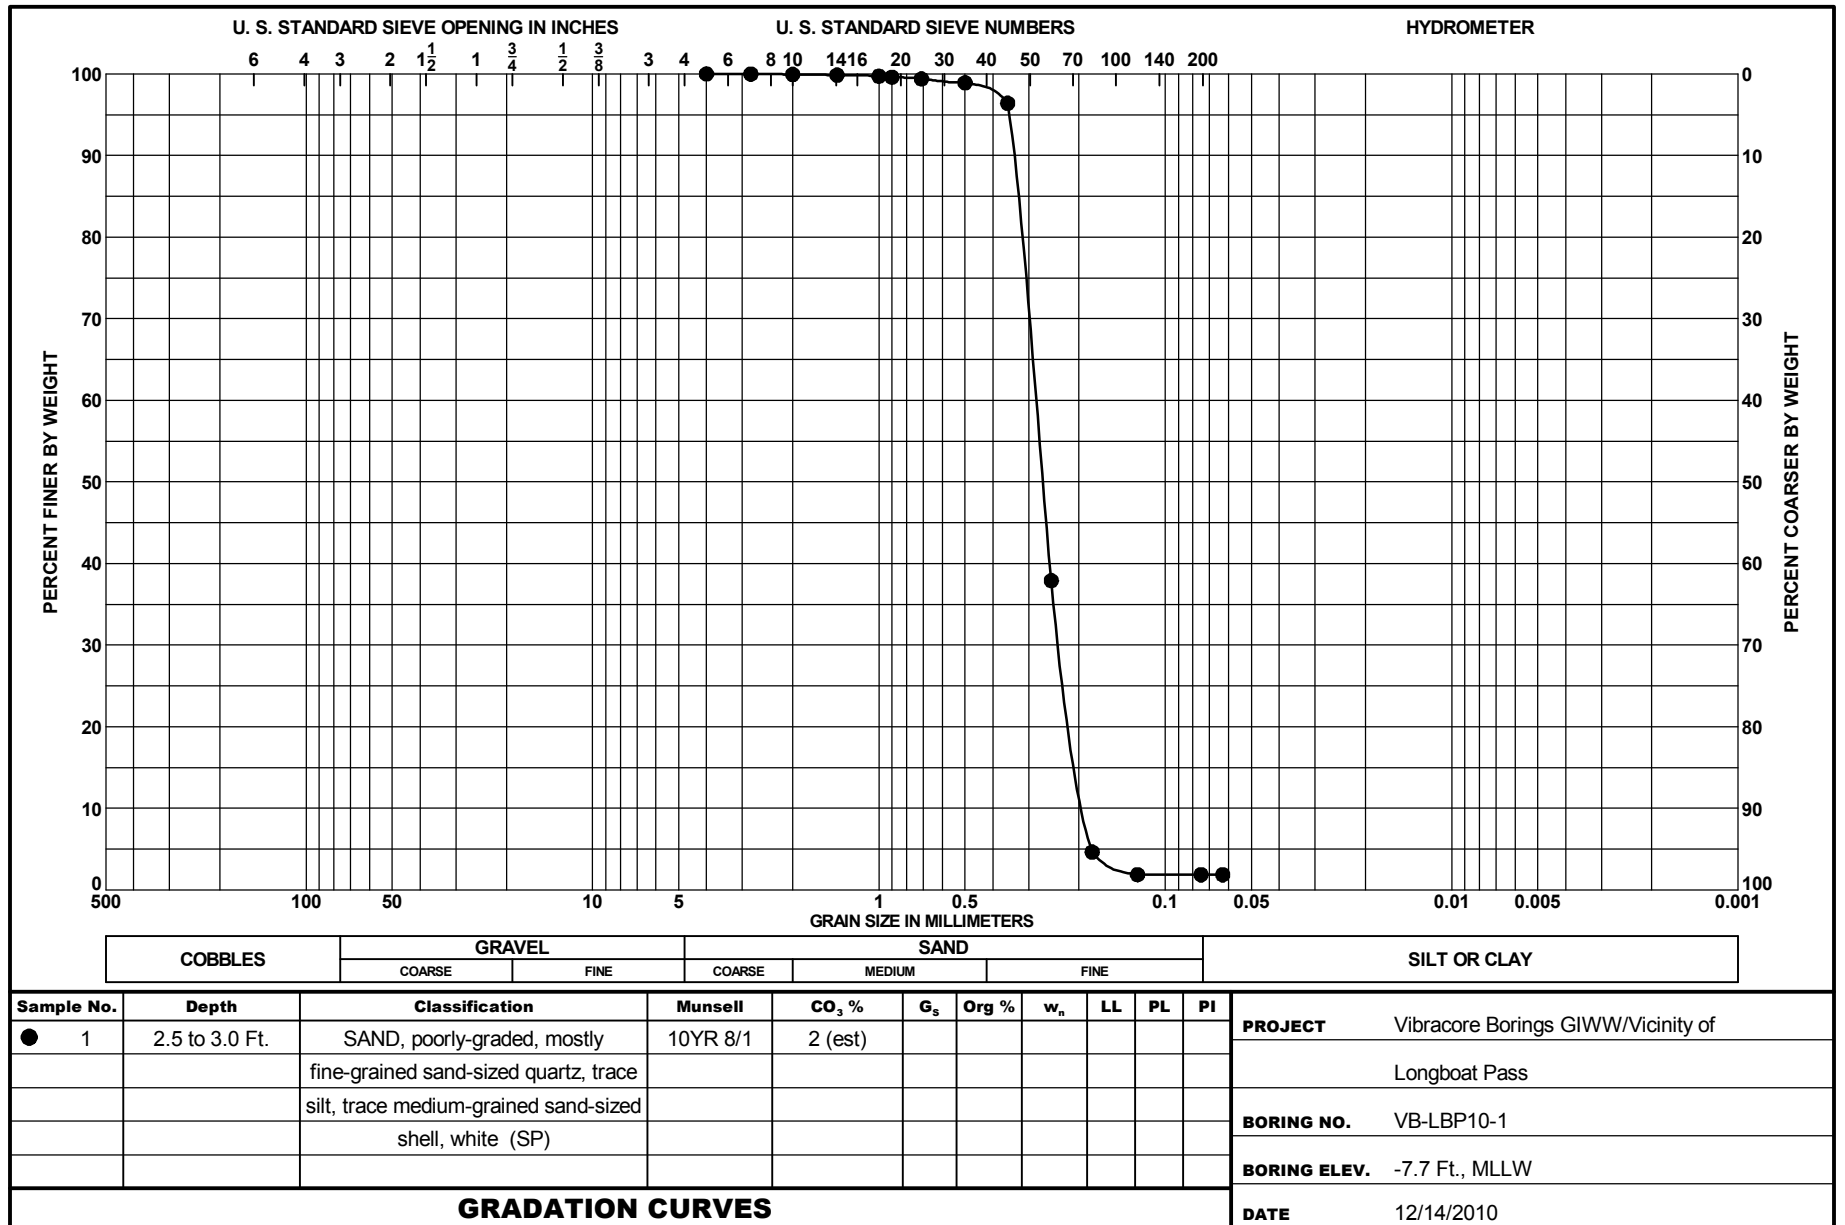 U. S. STANDARD SIEVE OPENING IN INCHES U. S. STANDARD SIEVE NUMBERS HYDROMETER
6 4 3 2 1 1/2 1 3/4 1/2 3/8 3 4 6 8 10 14 16 20 30 40 50 70 100 140 200
100 0
90 10
80 20
70 30
60 40
50 50
40 60
30 70
20 80
10 90
0 100
PERCENT FINER BY WEIGHT
PERCENT COARSER BY WEIGHT
500 100 50 10 5 1 0.5 0.1 0.05 0.01 0.005 0.001
GRAIN SIZE IN MILLIMETERS
COBBLES GRAVEL SAND SILT OR CLAY
COARSE FINE COARSE MEDIUM FINE
Sample No. Depth Classification Munsell CO₃ % Gₛ Org % wₙ LL PL PI
1 2.5 to 3.0 Ft. SAND, poorly-graded, mostly 10YR 8/1 2 (est)
fine-grained sand-sized quartz, trace
silt, trace medium-grained sand-sized
shell, white (SP)
PROJECT Vibracore Borings GIWW/Vicinity of
Longboat Pass
BORING NO. VB-LBP10-1
BORING ELEV. -7.7 Ft., MLLW
GRADATION CURVES
DATE 12/14/2010